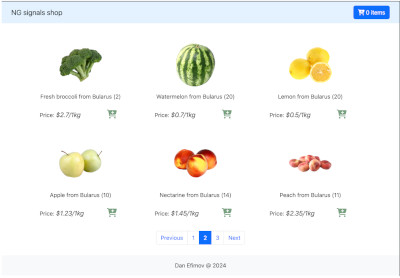 NG signals shop
0 items
Fresh broccoli from Bularus (2)
Watermelon from Bularus (20)
Lemon from Bularus (20)
Price: $2.7/1kg
Price: $0.7/1kg
Price: $0.5/1kg
Apple from Bularus (10)
Nectarine from Bularus (14)
Peach from Bularus (11)
Price: $1.23/1kg
Price: $1.45/1kg
Price: $2.35/1kg
Previous 1 2 3 Next
Dan Efimov @ 2024